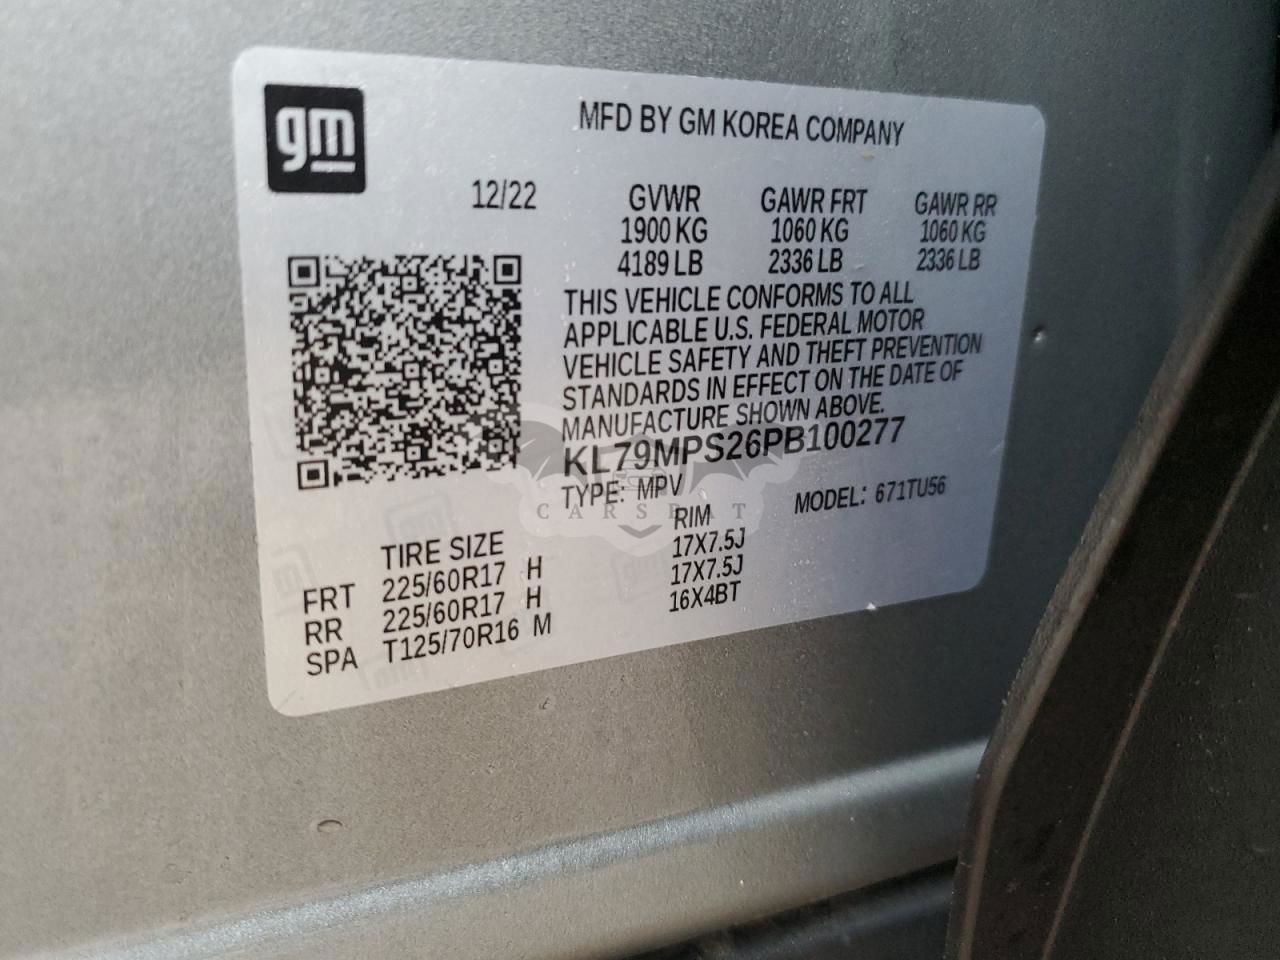 gm
MFD BY GM KOREA COMPANY
12/22 GVWR GAWR FRT GAWR RR
1900 KG 1060 KG 1060 KG
4189 LB 2336 LB 2336 LB
THIS VEHICLE CONFORMS TO ALL
APPLICABLE U.S. FEDERAL MOTOR
VEHICLE SAFETY AND THEFT PREVENTION
STANDARDS IN EFFECT ON THE DATE OF
MANUFACTURE SHOWN ABOVE.
KL79MPS26PB100277
TYPE: MPV MODEL: 671TU56
CARSEAT
TIRE SIZE RIM
FRT 225/60R17 H 17X7.5J
RR 225/60R17 H 17X7.5J
SPA T125/70R16 M 16X4BT